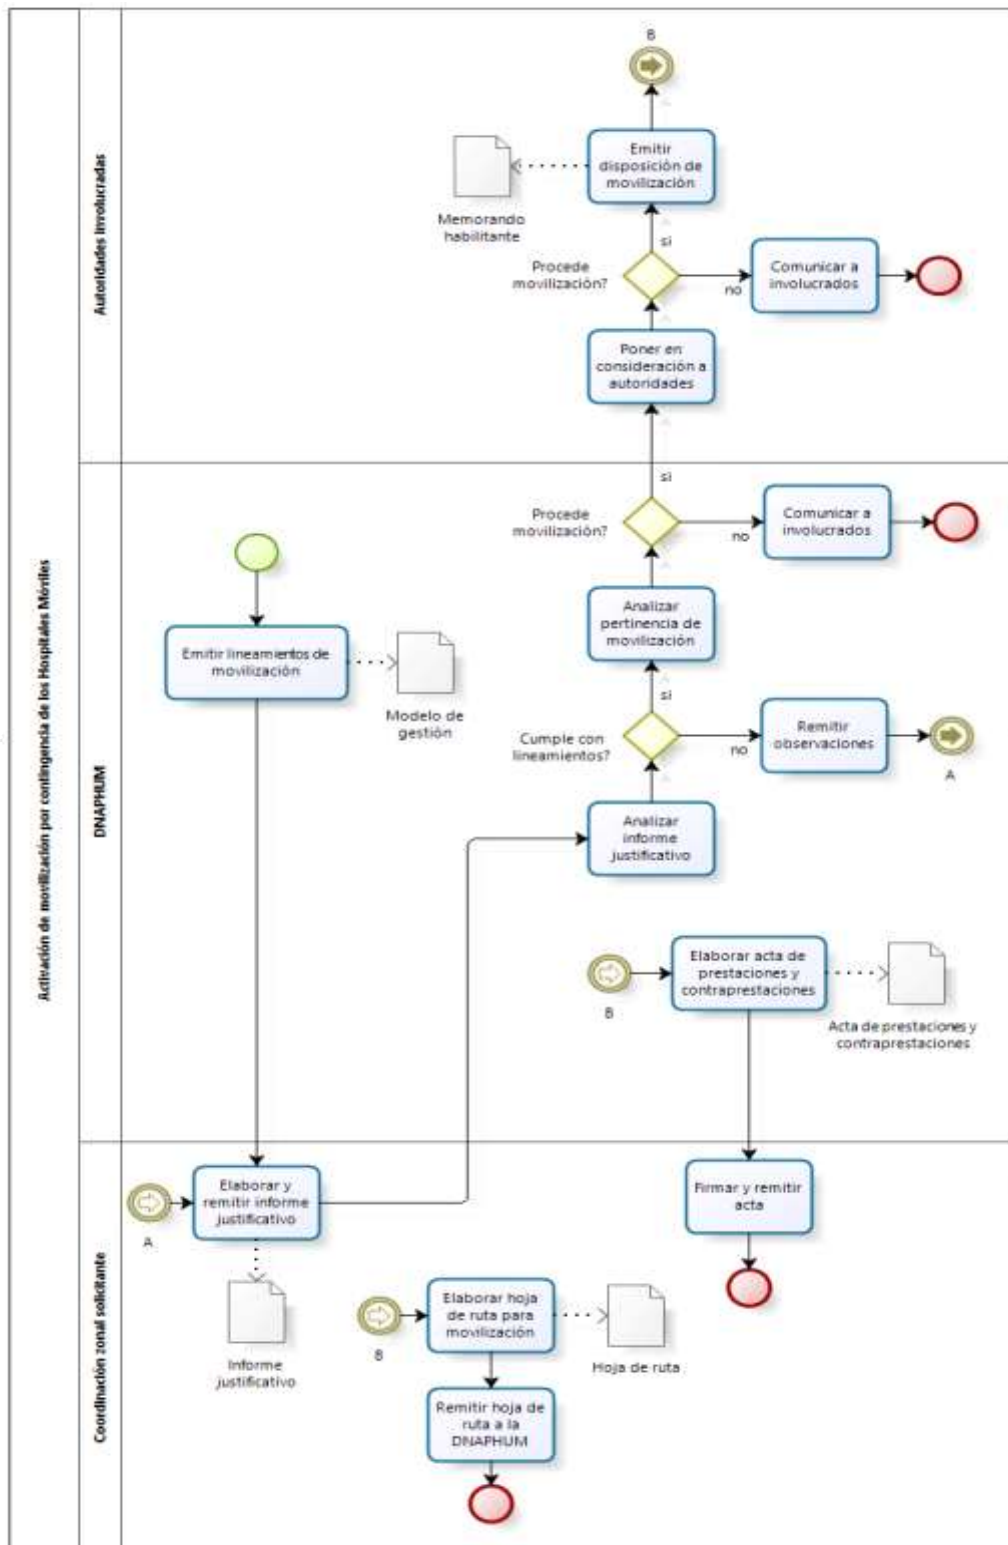 Activación de movilización por contingencia de los Hospitales Móviles
Autoridades Involucradas
B
Emitir
disposición de
movilización
Memorando
habilitante
si
Procede
movilización?
no
Comunicar a
involucrados
Poner en
consideración a
autoridades
DNAPHUM
si
Procede
movilización?
no
Comunicar a
involucrados
Emitir lineamientos de
movilización
Modelo de
gestión
Analizar
pertinencia de
movilización
si
Cumple con
lineamientos?
no
Remitir
observaciones
A
Analizar
informe
justificativo
B
Elaborar acta de
prestaciones y
contraprestaciones
Acta de prestaciones y
contraprestaciones
Coordinación zonal solicitante
A
Elaborar y
remitir informe
justificativo
Informe
justificativo
Firmar y remitir
acta
B
Elaborar hoja
de ruta para
movilización
Hoja de ruta
Remitir hoja de
ruta a la
DNAPHUM